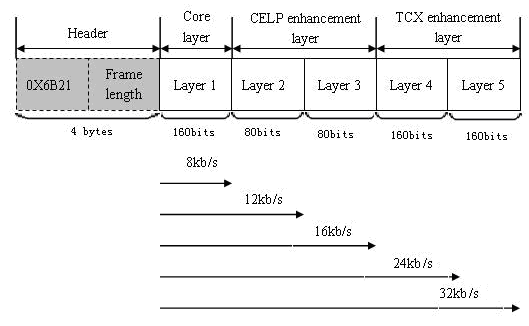 Header
Core layer
CELP enhancement layer
TCX enhancement layer
0X6B21
Frame length
Layer 1
Layer 2
Layer 3
Layer 4
Layer 5
4 bytes
160bits
80bits
80bits
160bits
160bits
8kb/s
12kb/s
16kb/s
24kb/s
32kb/s